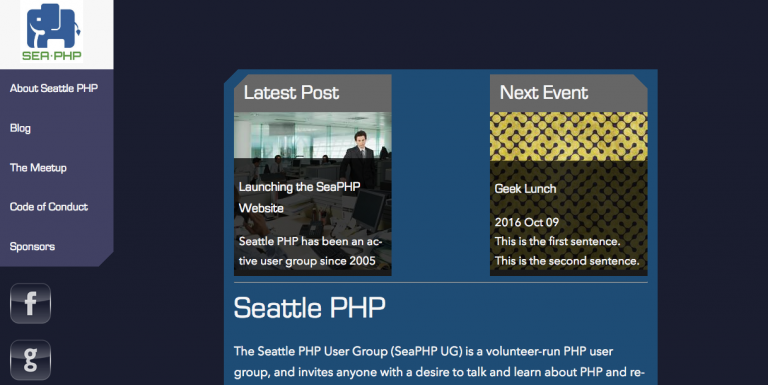 SEA PHP
About Seattle PHP
Blog
The Meetup
Code of Conduct
Sponsors
f
g
Latest Post
Launching the SeaPHP
Website
Seattle PHP has been an ac-
tive user group since 2005
Next Event
Geek Lunch
2016 Oct 09
This is the first sentence.
This is the second sentence.
Seattle PHP
The Seattle PHP User Group (SeaPHP UG) is a volunteer-run PHP user
group, and invites anyone with a desire to talk and learn about PHP and re-